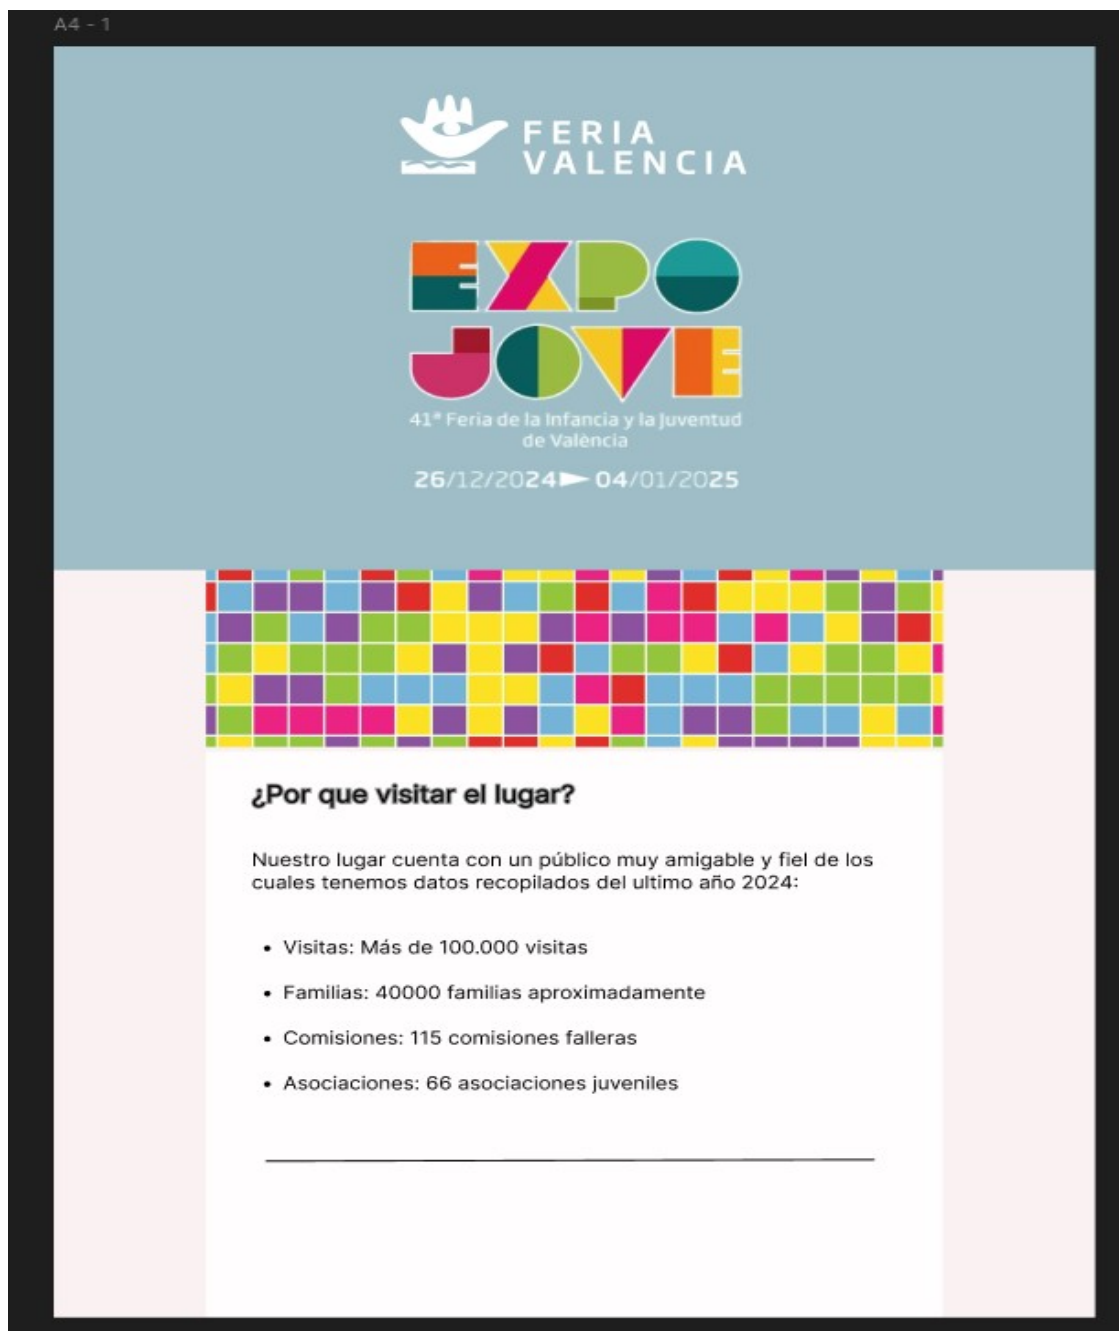 A4 - 1
FERIA
VALENCIA
EXPO
JOVE
41ª Feria de la Infancia y la Juventud
de València
26/12/2024 04/01/2025
¿Por que visitar el lugar?
Nuestro lugar cuenta con un público muy amigable y fiel de los
cuales tenemos datos recopilados del ultimo año 2024:
• Visitas: Más de 100.000 visitas
• Familias: 40000 familias aproximadamente
• Comisiones: 115 comisiones falleras
• Asociaciones: 66 asociaciones juveniles